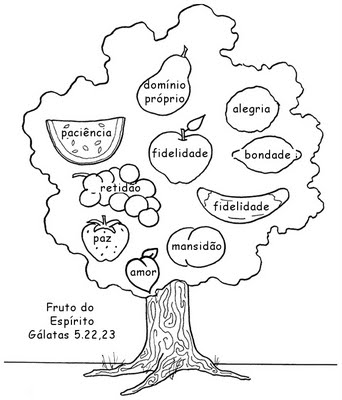 domínio
próprio
alegria
paciência
fidelidade
bondade
retidão
fidelidade
paz
mansidão
amor
Fruto do
Espírito
Gálatas 5.22,23